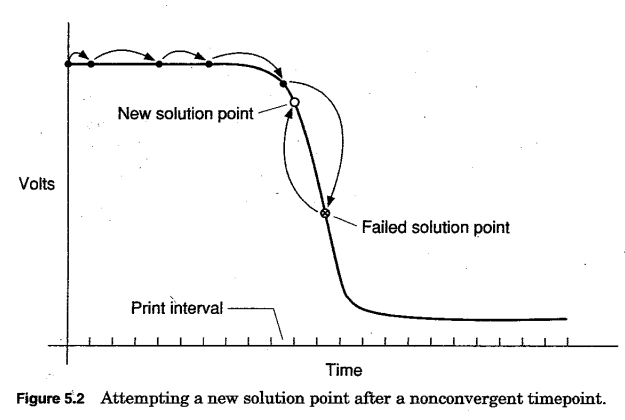 New solution point
Volts
Failed solution point
Print interval
Time
Figure 5.2 Attempting a new solution point after a nonconvergent timepoint.